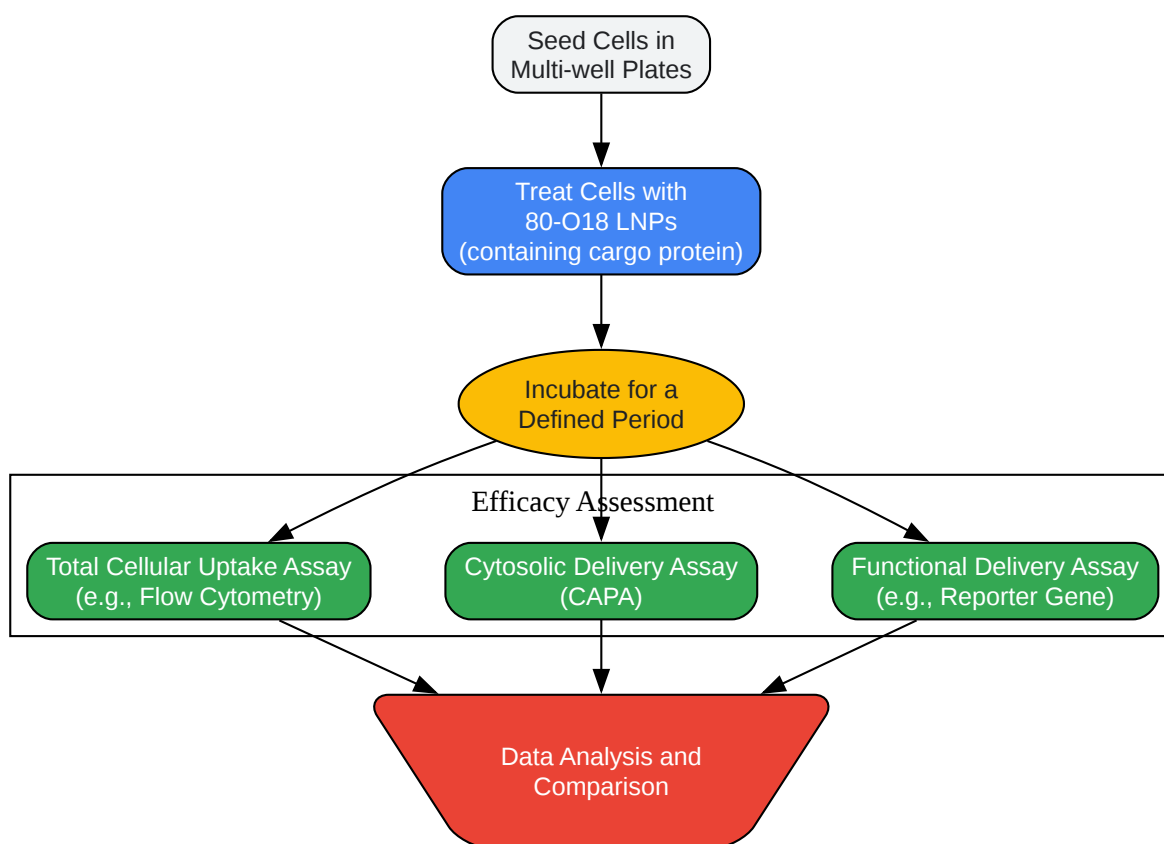 Seed Cells in
Multi-well Plates
Treat Cells with
80-O18 LNPs
(containing cargo protein)
Incubate for a
Defined Period
Efficacy Assessment
Total Cellular Uptake Assay
(e.g., Flow Cytometry)
Cytosolic Delivery Assay
(CAPA)
Functional Delivery Assay
(e.g., Reporter Gene)
Data Analysis and
Comparison